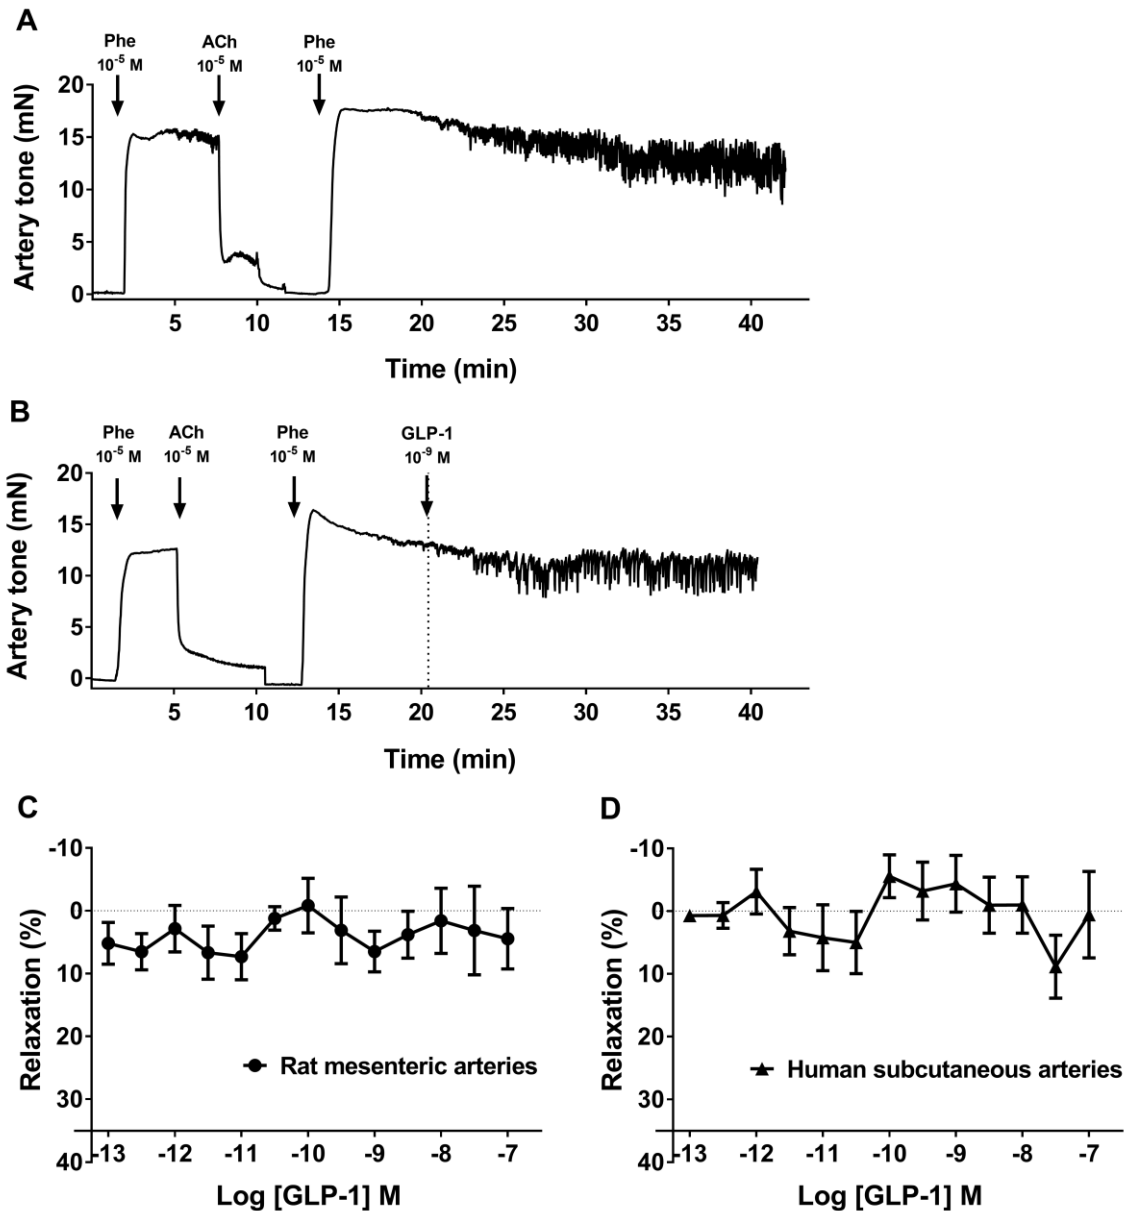 A
Phe ACh Phe
10⁻⁵ M 10⁻⁵ M 10⁻⁵ M
Artery tone (mN)
20
15
10
5
0
5 10 15 20 25 30 35 40
Time (min)
B
Phe ACh Phe GLP-1
10⁻⁵ M 10⁻⁵ M 10⁻⁵ M 10⁻⁹ M
Artery tone (mN)
20
15
10
5
0
5 10 15 20 25 30 35 40
Time (min)
C
Relaxation (%)
-10
0
10
20
30
40
Rat mesenteric arteries
-13 -12 -11 -10 -9 -8 -7
Log [GLP-1] M
D
Relaxation (%)
-10
0
10
20
30
40
Human subcutaneous arteries
-13 -12 -11 -10 -9 -8 -7
Log [GLP-1] M